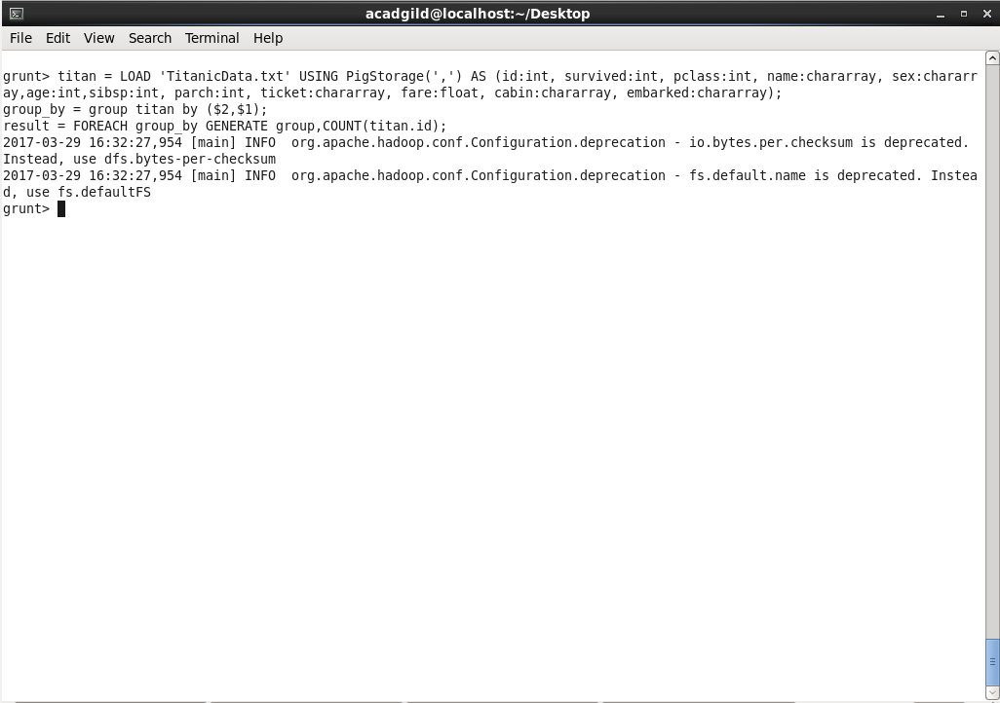 acadgild@localhost:~/Desktop
File Edit View Search Terminal Help
grunt> titan = LOAD 'TitanicData.txt' USING PigStorage(',') AS (id:int, survived:int, pclass:int, name:chararray, sex:chararr
ay,age:int,sibsp:int, parch:int, ticket:chararray, fare:float, cabin:chararray, embarked:chararray);
group_by = group titan by ($2,$1);
result = FOREACH group_by GENERATE group,COUNT(titan.id);
2017-03-29 16:32:27,954 [main] INFO  org.apache.hadoop.conf.Configuration.deprecation - io.bytes.per.checksum is deprecated.
Instead, use dfs.bytes-per-checksum
2017-03-29 16:32:27,954 [main] INFO  org.apache.hadoop.conf.Configuration.deprecation - fs.default.name is deprecated. Instea
d, use fs.defaultFS
grunt>